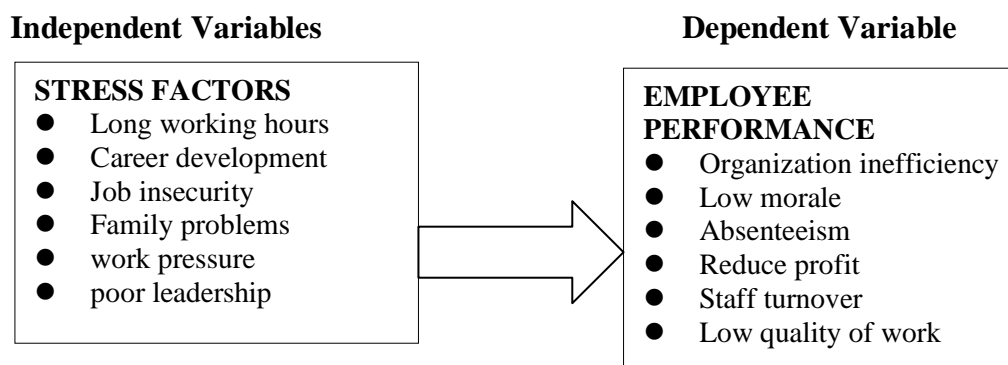 Independent Variables
STRESS FACTORS
● Long working hours
● Career development
● Job insecurity
● Family problems
● work pressure
● poor leadership
Dependent Variable
EMPLOYEE
PERFORMANCE
● Organization inefficiency
● Low morale
● Absenteeism
● Reduce profit
● Staff turnover
● Low quality of work